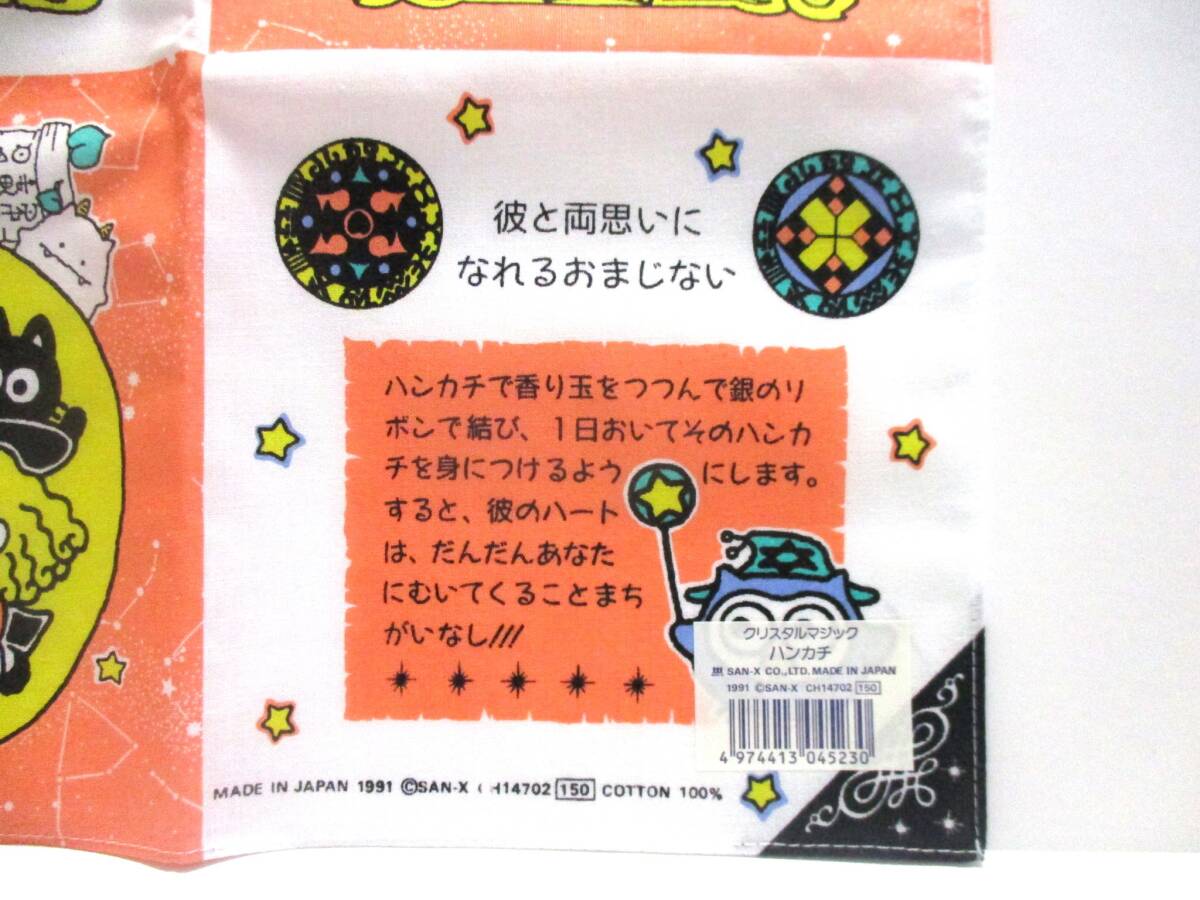 彼と両思いに
なれるおまじない
ハンカチで香り玉をつつんで銀のリ
ボンで結び、1日おいてそのハンカ
チを身につけるよう にします。
すると、彼のハート
は、だんだんあなた
にむいてくることまち
がいなし!!!
クリスタルマジック
ハンカチ
SAN-X CO.,LTD. MADE IN JAPAN
1991 ©SAN-X CH14702 150
4 974413 045230
MADE IN JAPAN 1991 ©SAN-X CH14702 150 COTTON 100%